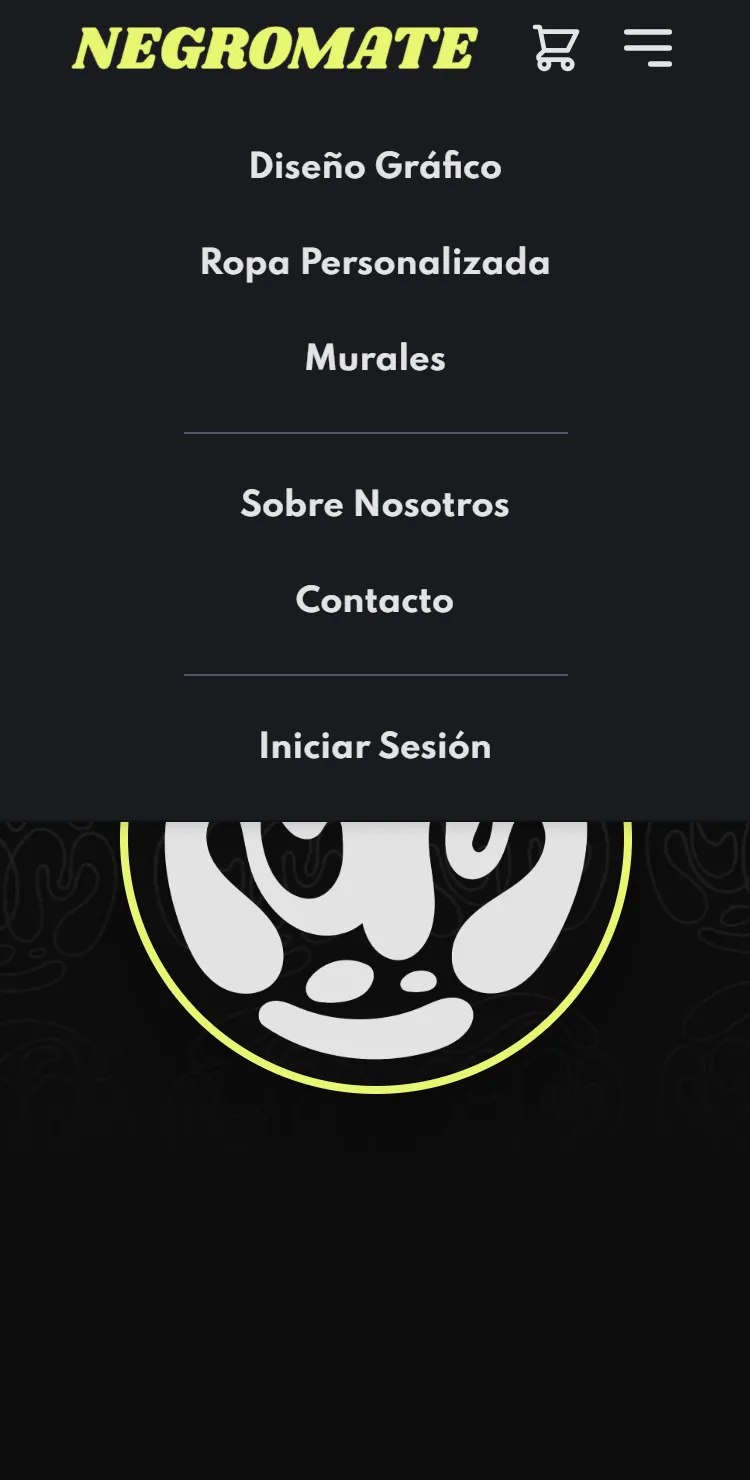 NEGROMATE
Diseño Gráfico
Ropa Personalizada
Murales
Sobre Nosotros
Contacto
Iniciar Sesión